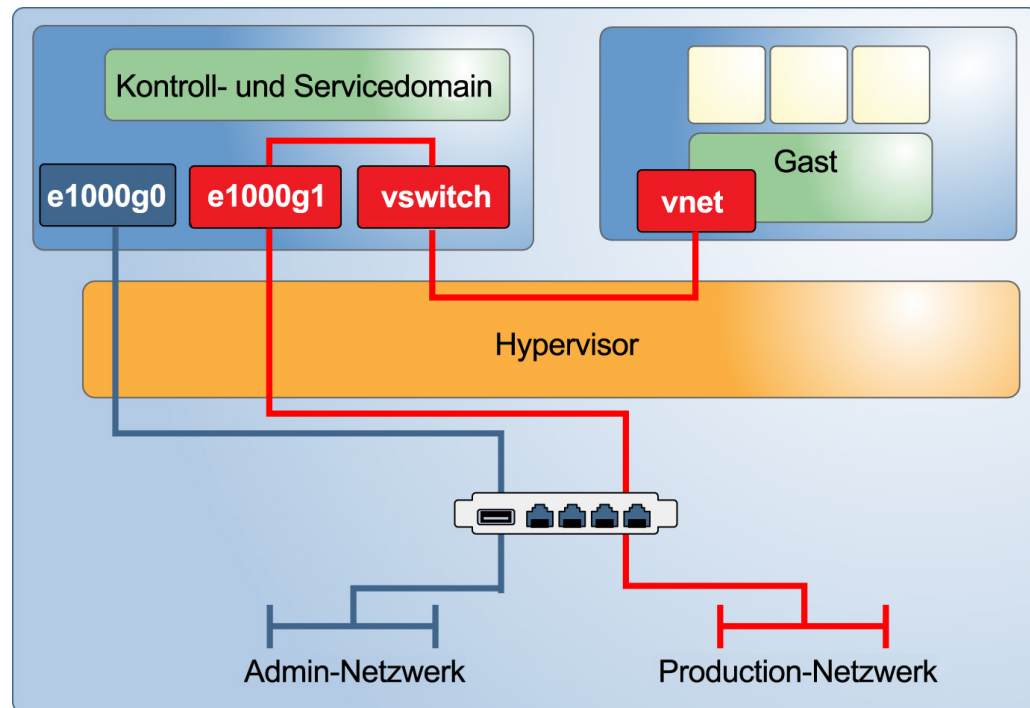 Kontroll- und Servicedomain
Gast
e1000g0
e1000g1
vswitch
vnet
Hypervisor
Admin-Netzwerk
Production-Netzwerk